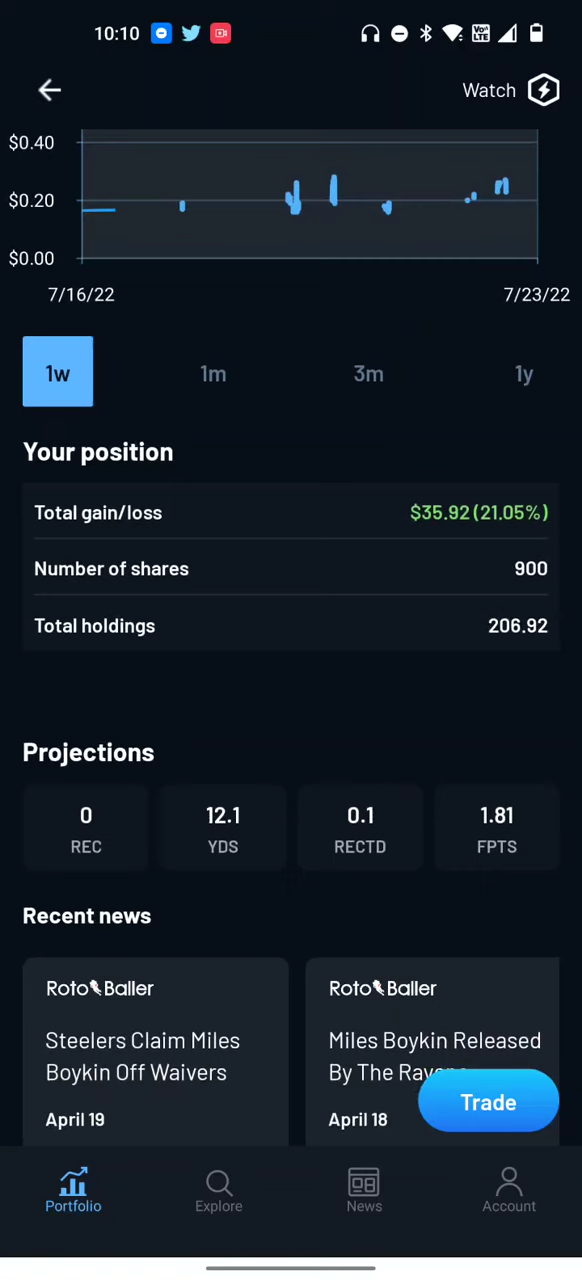 10:10
VoD LTE
Watch
$0.40
$0.20
$0.00
7/16/22
7/23/22
1w
1m
3m
1y
Your position
Total gain/loss
$35.92 (21.05%)
Number of shares
900
Total holdings
206.92
Projections
0
REC
12.1
YDS
0.1
RECTD
1.81
FPTS
Recent news
RotoBaller
Steelers Claim Miles
Boykin Off Waivers
April 19
RotoBaller
Miles Boykin Released
By The
April 18
Trade
Portfolio
Explore
News
Account